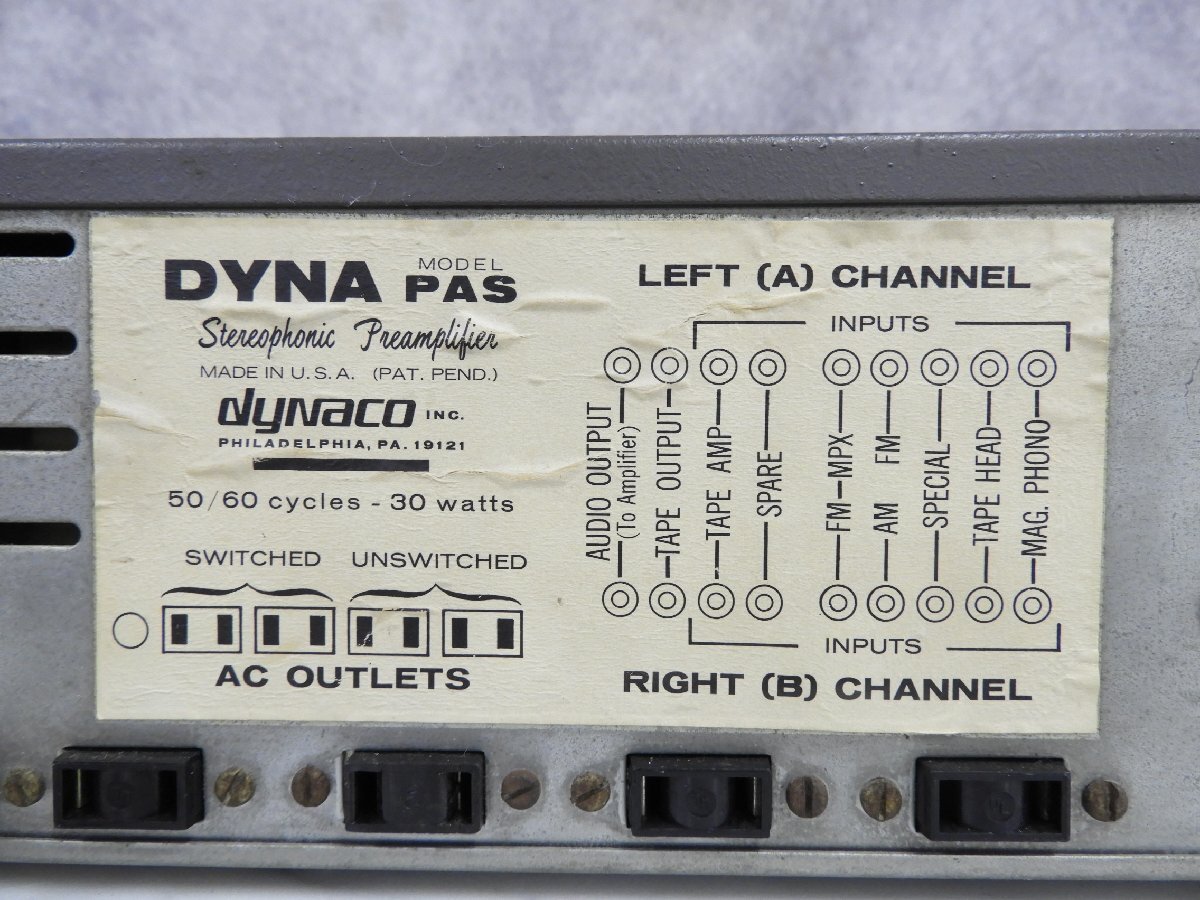 DYNA MODEL PAS
Stereophonic Preamplifier
MADE IN U.S.A. (PAT. PEND.)
dynaco INC.
PHILADELPHIA, PA. 19121
50/60 cycles - 30 watts
SWITCHED UNSWITCHED
AC OUTLETS
LEFT (A) CHANNEL
INPUTS
AUDIO OUTPUT
(To Amplifier)
TAPE OUTPUT
TAPE AMP
SPARE
FM-MPX
AM FM
SPECIAL
TAPE HEAD
MAG. PHONO
INPUTS
RIGHT (B) CHANNEL